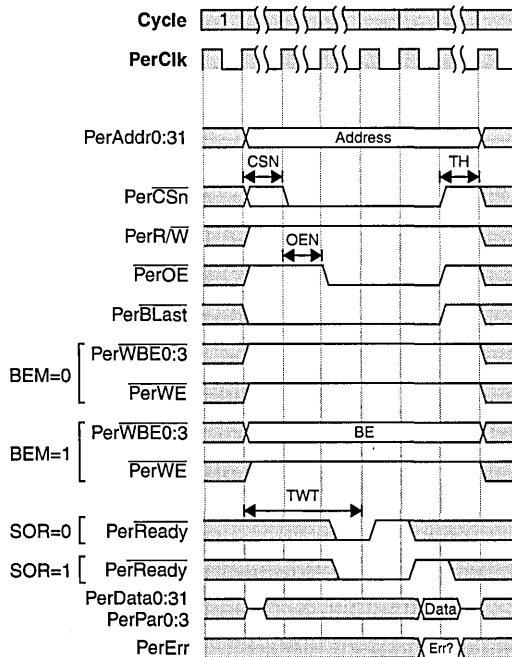 Cycle 1
PerClk
PerAddr0:31 Address
CSN TH
PerCSn
PerR/W
OEN
PerOE
PerBLast
BEM=0 PerWBE0:3
PerWE
BEM=1 PerWBE0:3 BE
PerWE
TWT
SOR=0 PerReady
SOR=1 PerReady
PerData0:31 Data
PerPar0:3
PerErr Err?